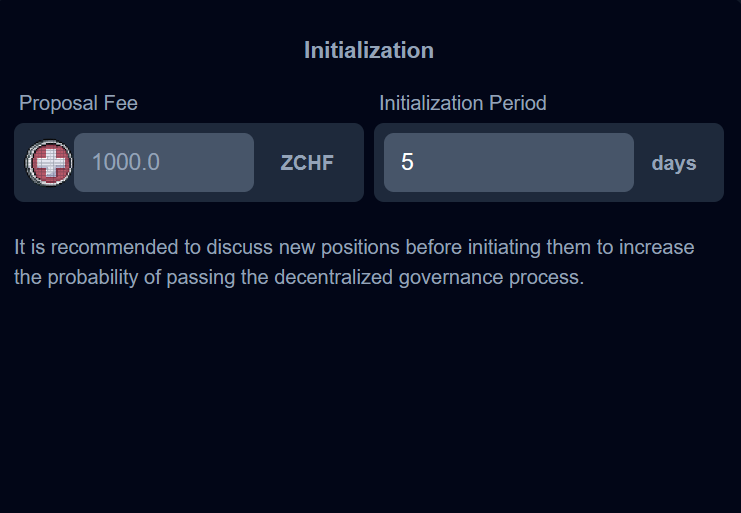 Initialization
Proposal Fee
Initialization Period
1000.0 ZCHF
5 days
It is recommended to discuss new positions before initiating them to increase
the probability of passing the decentralized governance process.